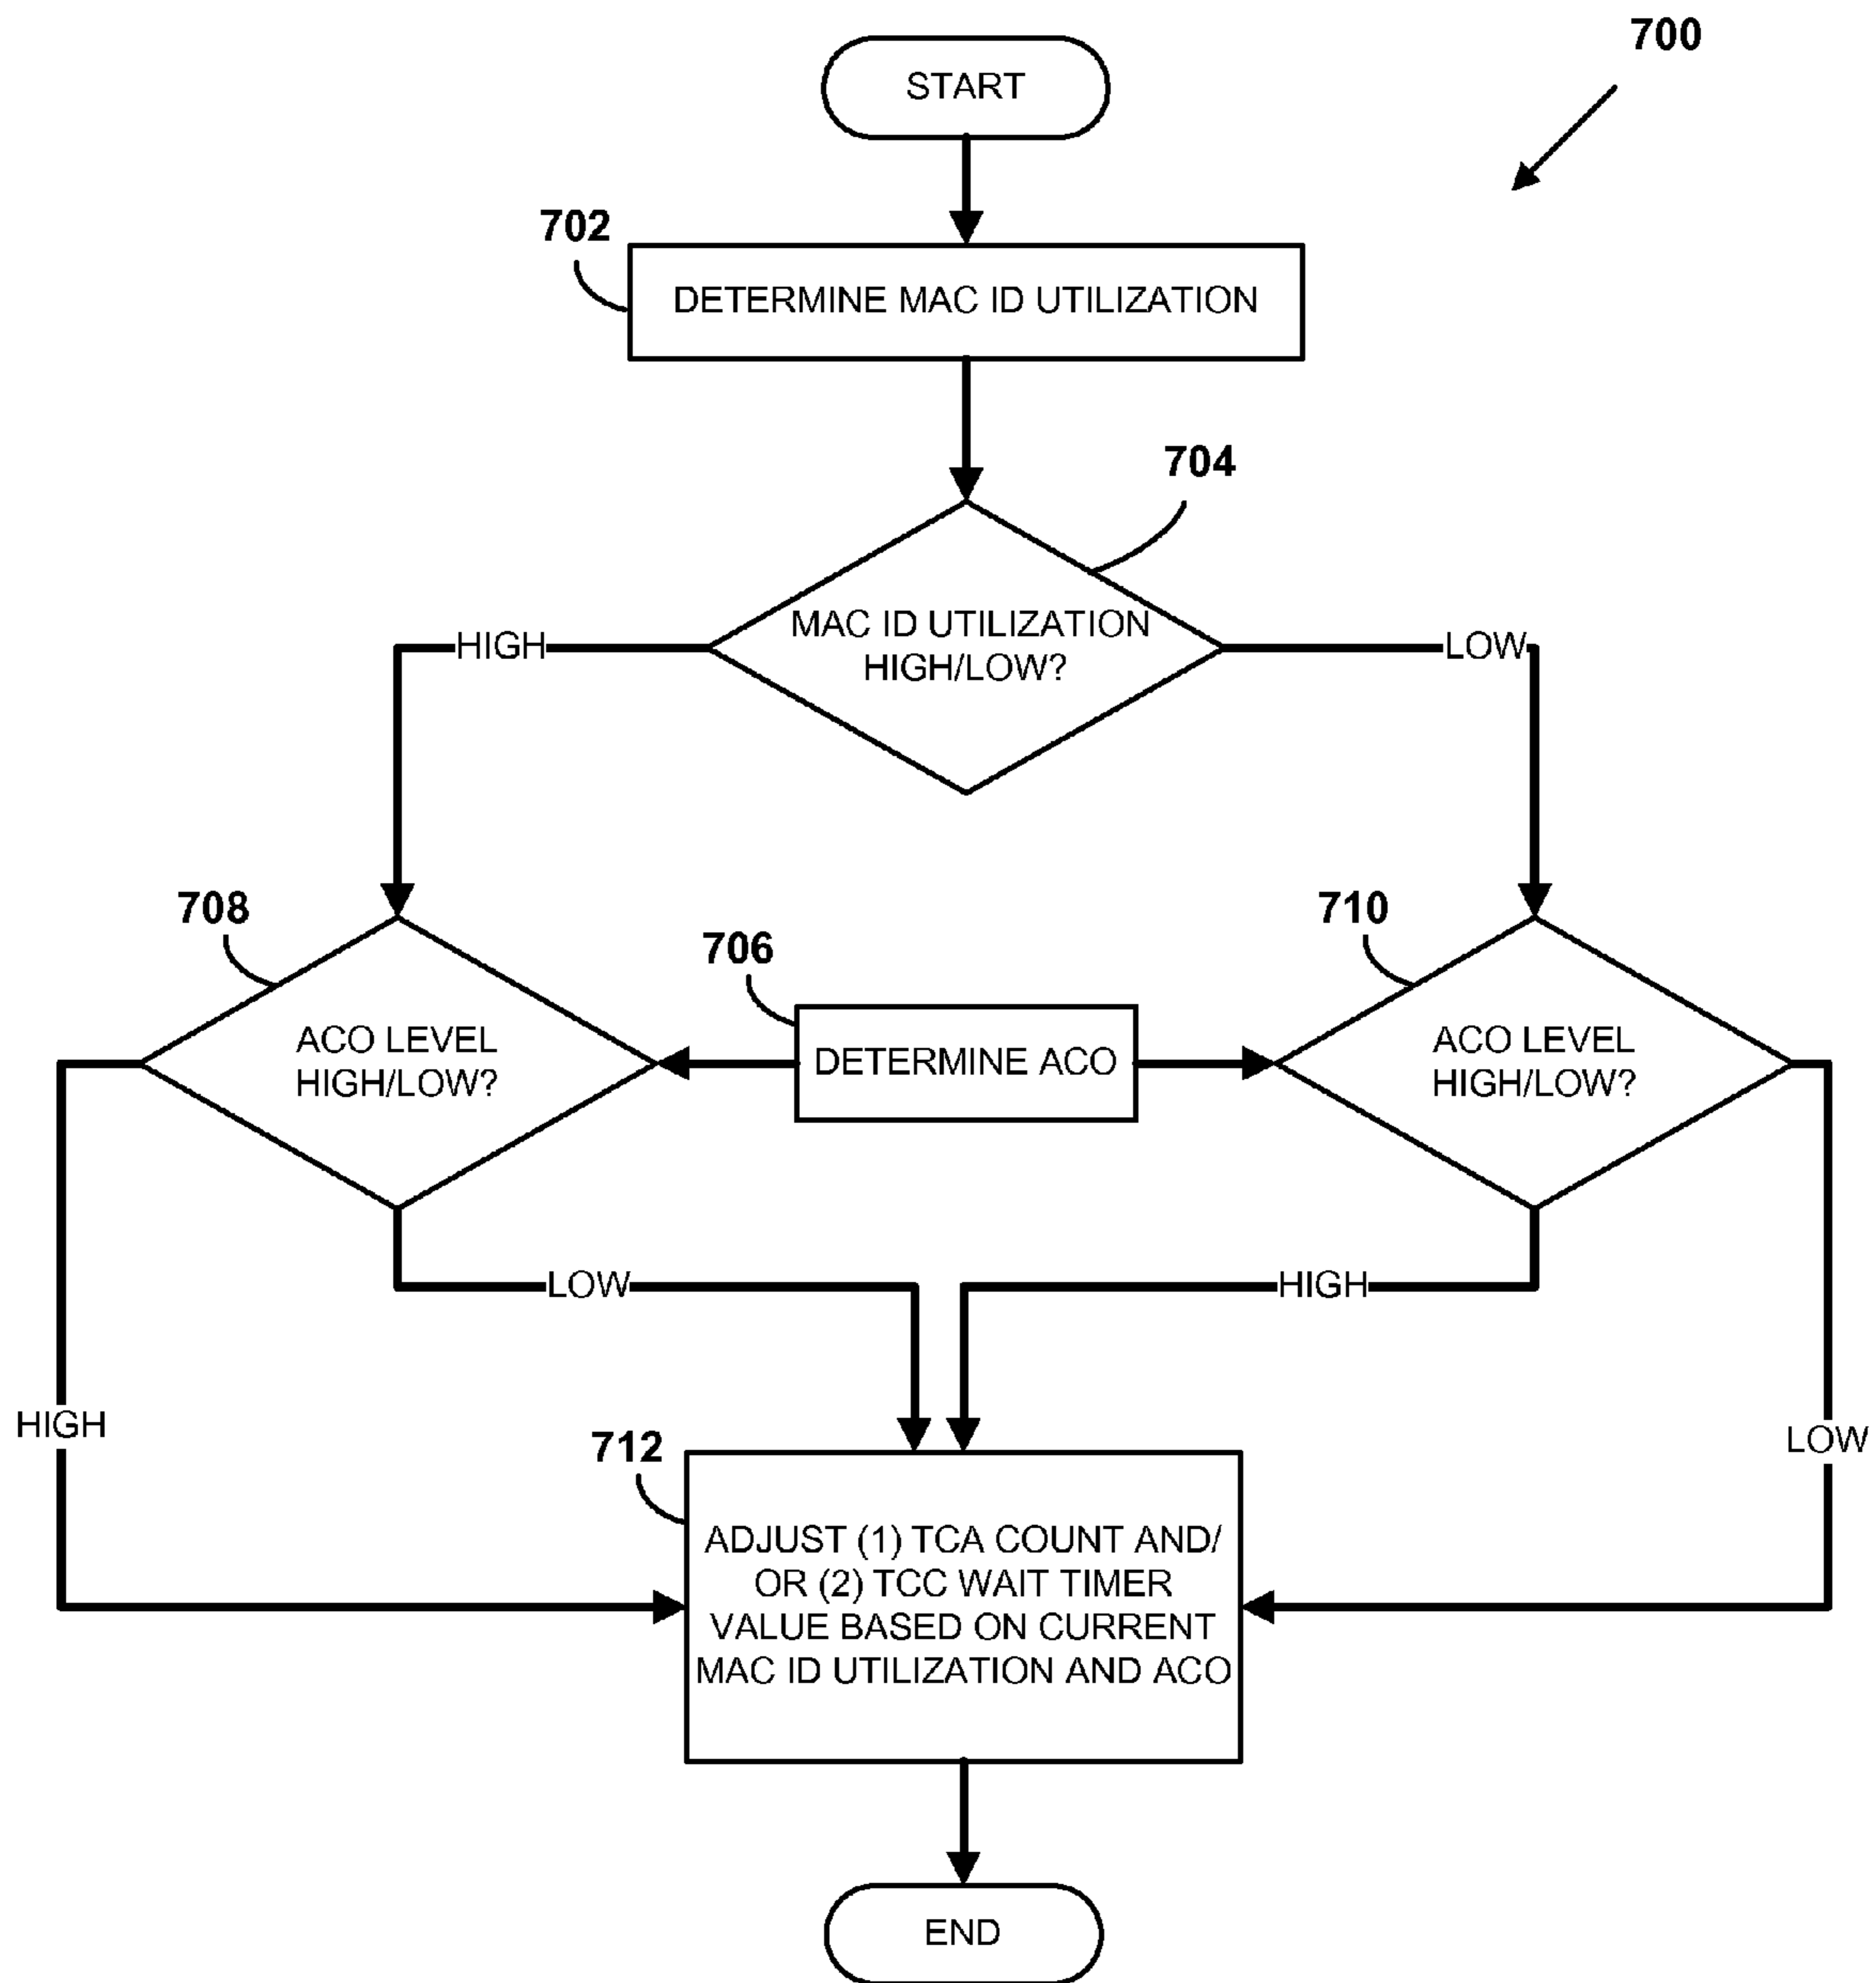 700
START
702
DETERMINE MAC ID UTILIZATION
704
MAC ID UTILIZATION
HIGH/LOW?
HIGH
LOW
708
706
710
ACO LEVEL
HIGH/LOW?
DETERMINE ACO
ACO LEVEL
HIGH/LOW?
LOW
HIGH
HIGH
LOW
712
ADJUST (1) TCA COUNT AND/
OR (2) TCC WAIT TIMER
VALUE BASED ON CURRENT
MAC ID UTILIZATION AND ACO
END